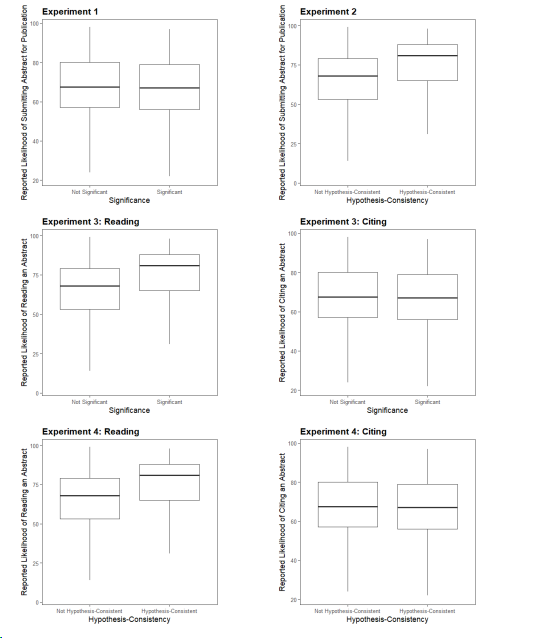 Experiment 1
Reported Likelihood of Submitting Abstract for Publication
100
80
60
40
20
Not Significant
Significant
Significance
Experiment 2
Reported Likelihood of Submitting Abstract for Publication
100
75
50
25
0
Not Hypothesis-Consistent
Hypothesis-Consistent
Hypothesis-Consistency
Experiment 3: Reading
Reported Likelihood of Reading an Abstract
100
75
50
25
0
Not Significant
Significant
Significance
Experiment 3: Citing
Reported Likelihood of Citing an Abstract
100
80
60
40
20
Not Significant
Significant
Significance
Experiment 4: Reading
Reported Likelihood of Reading an Abstract
100
75
50
25
0
Not Hypothesis-Consistent
Hypothesis-Consistent
Hypothesis-Consistency
Experiment 4: Citing
Reported Likelihood of Citing an Abstract
100
80
60
40
20
Not Hypothesis-Consistent
Hypothesis-Consistent
Hypothesis-Consistency
.